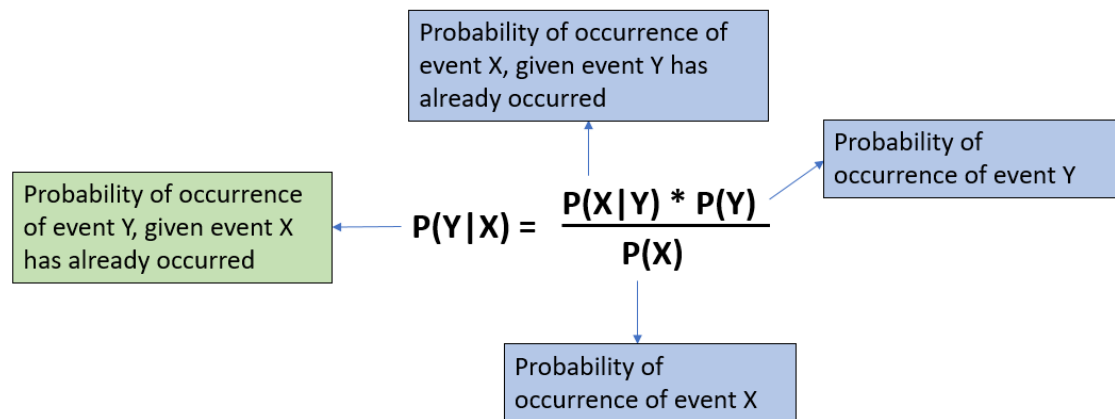 Probability of occurrence of
event X, given event Y has
already occurred
Probability of
occurrence of event Y
Probability of occurrence
of event Y, given event X
has already occurred
P(Y|X) =
P(X|Y) * P(Y)
P(X)
Probability of
occurrence of event X